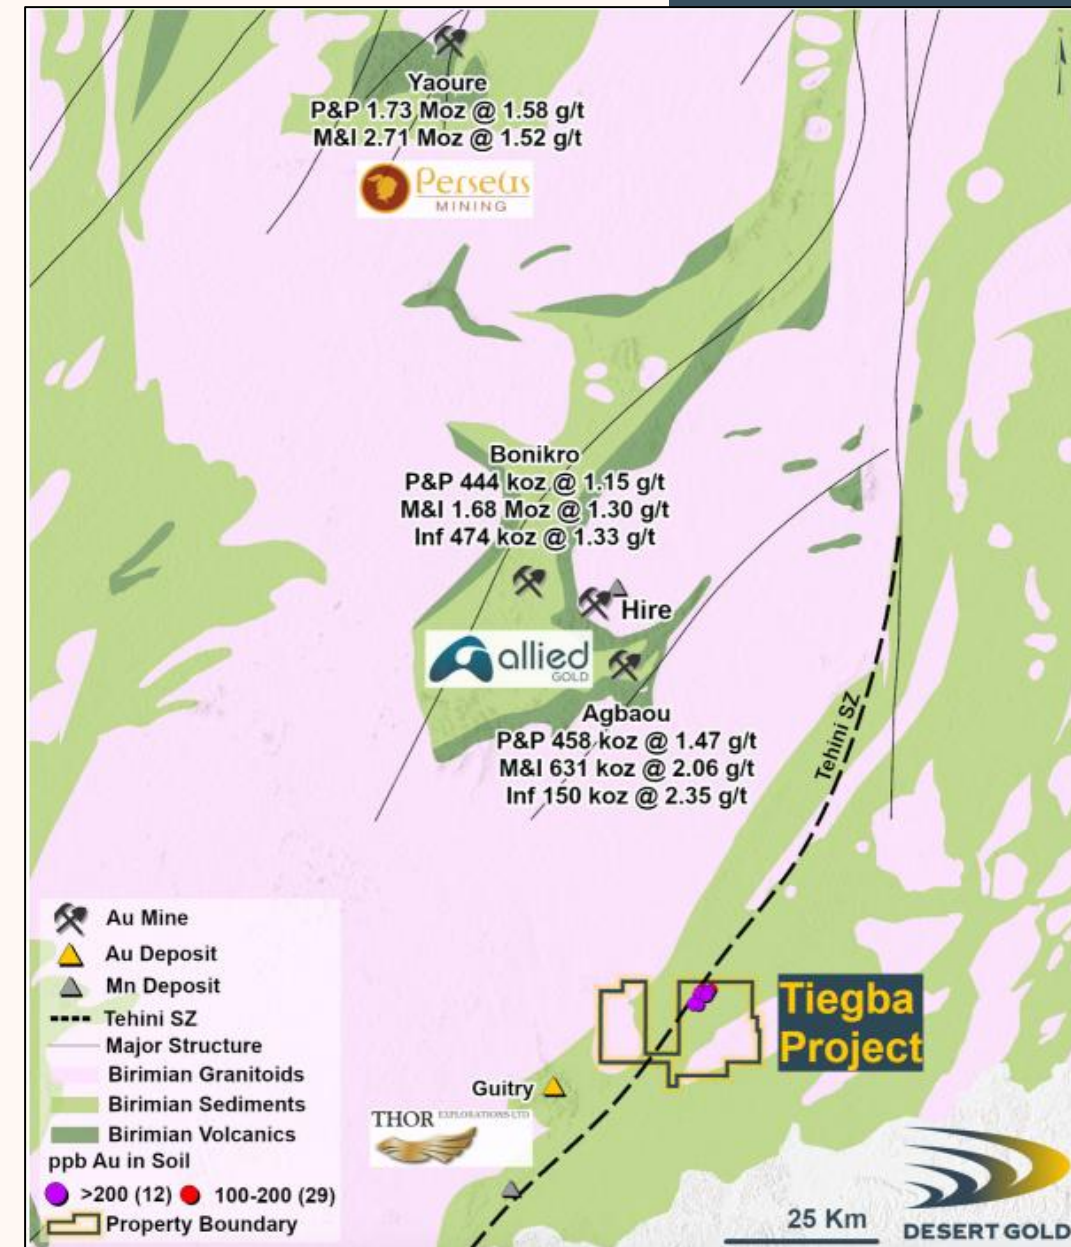 Yaoure
P&P 1.73 Moz @ 1.58 g/t
M&I 2.71 Moz @ 1.52 g/t
Perseus
MINING
Bonikro
P&P 444 koz @ 1.15 g/t
M&I 1.68 Moz @ 1.30 g/t
Inf 474 koz @ 1.33 g/t
Hire
allied
GOLD
Agbaou
P&P 458 koz @ 1.47 g/t
M&I 631 koz @ 2.06 g/t
Inf 150 koz @ 2.35 g/t
Tehini SZ
Au Mine
Au Deposit
Mn Deposit
Tehini SZ
Major Structure
Birimian Granitoids
Birimian Sediments
Birimian Volcanics
ppb Au in Soil
>200 (12) 100-200 (29)
Property Boundary
Tiegba
Project
Guitry
THOR EXPLORATIONS LTD
25 Km
DESERT GOLD